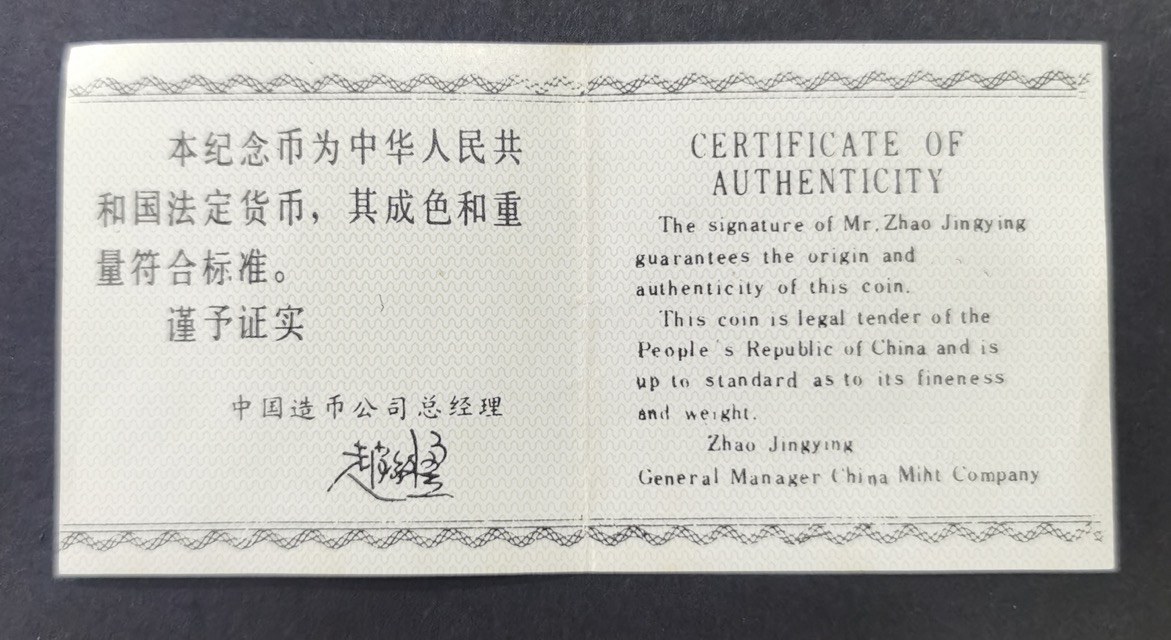 本纪念币为中华人民共
和国法定货币，其成色和重
量符合标准。
谨予证实
中国造币公司总经理
CERTIFICATE OF
AUTHENTICITY
The signature of Mr. Zhao Jingying
guarantees the origin and
authenticity of this coin.
This coin is legal tender of the
People's Republic of China and is
up to standard as to its fineness
and weight.
Zhao Jingying
General Manager China Miht Company